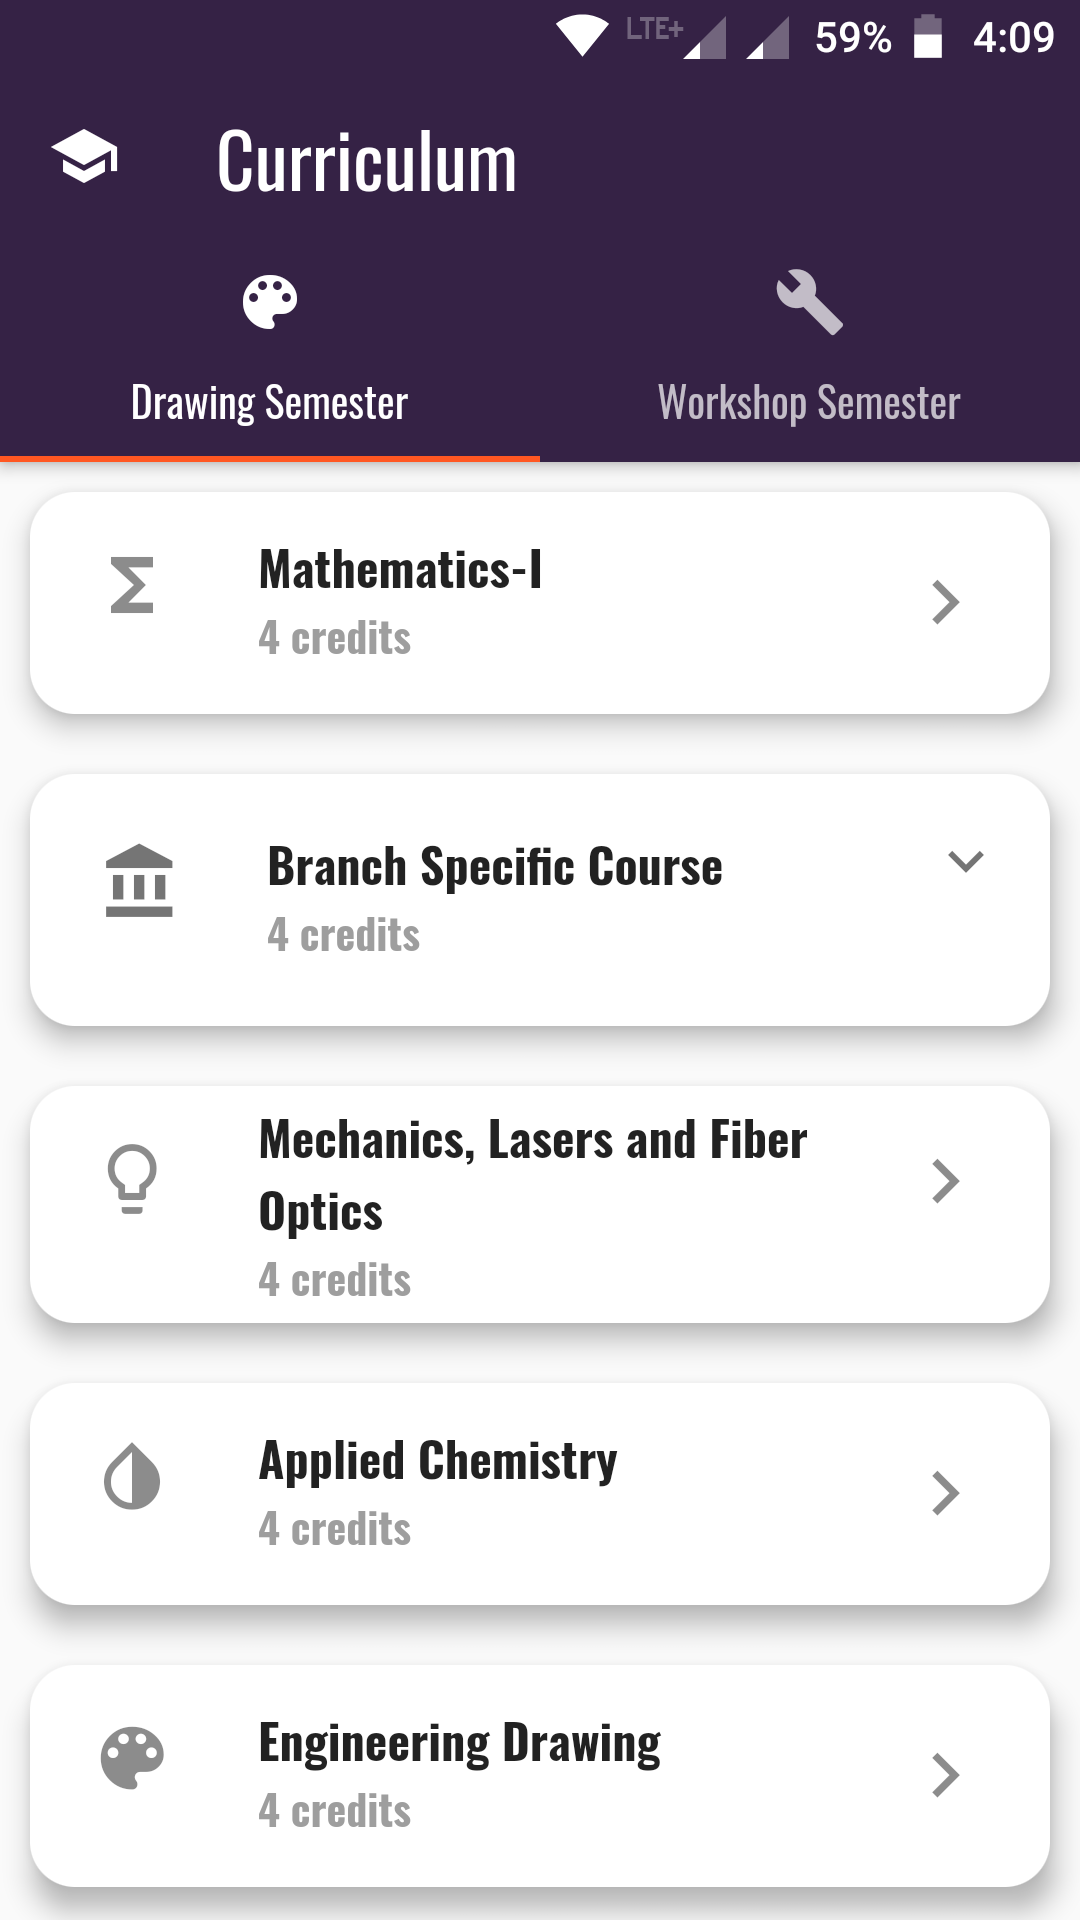 LTE+ 59% 4:09
Curriculum
Drawing Semester Workshop Semester
Mathematics-I
4 credits
Branch Specific Course
4 credits
Mechanics, Lasers and Fiber
Optics
4 credits
Applied Chemistry
4 credits
Engineering Drawing
4 credits